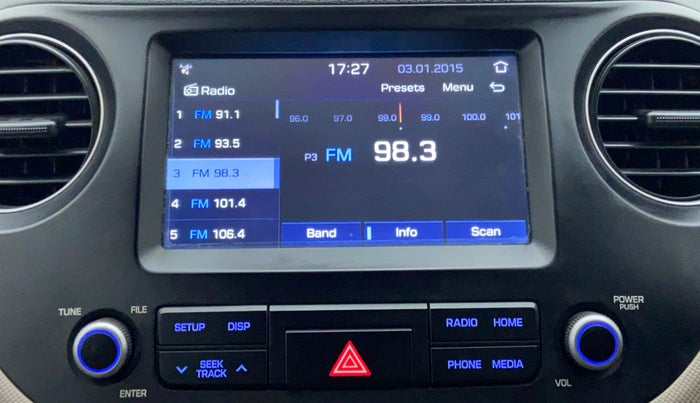 17:27 03.01.2015
Radio Presets Menu
1 FM 91.1
2 FM 93.5
3 FM 98.3
4 FM 101.4
5 FM 106.4
96.0 97.0 98.0 99.0 100.0 101
P3 FM 98.3
Band Info Scan
TUNE FILE
ENTER
SETUP DISP
SEEK
TRACK
RADIO HOME
PHONE MEDIA
POWER
PUSH
VOL